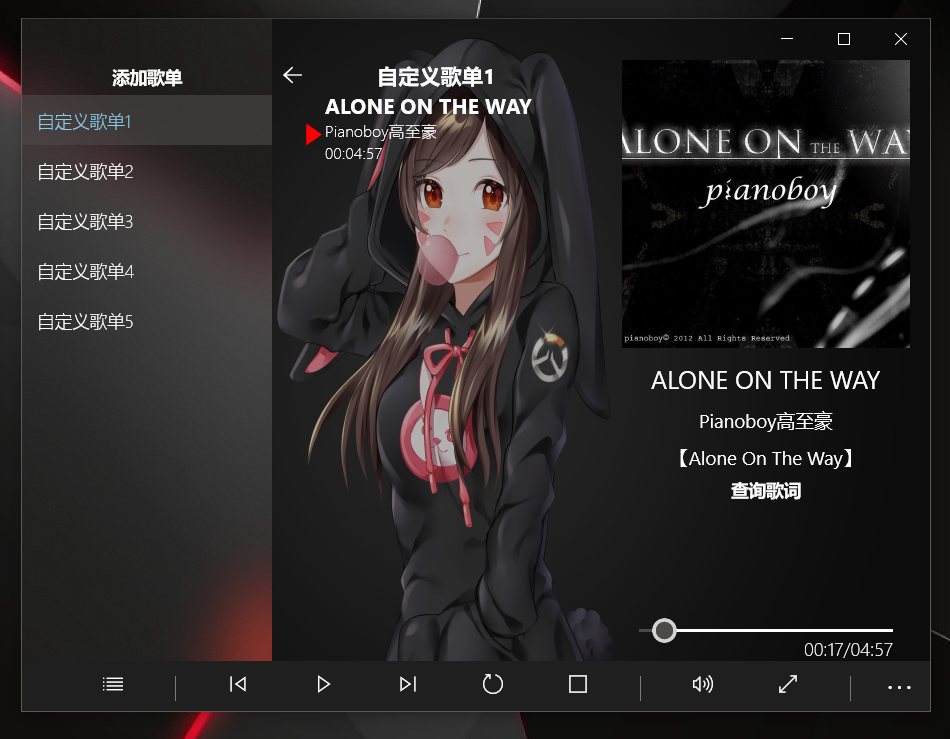 添加歌单
自定义歌单1
自定义歌单2
自定义歌单3
自定义歌单4
自定义歌单5
自定义歌单1
ALONE ON THE WAY
Pianoboy高至豪
00:04:57
ALONE ON THE WAY
pianoboy
pianoboy© 2012 All Rights Reserved
ALONE ON THE WAY
Pianoboy高至豪
【Alone On The Way】
查询歌词
00:17/04:57